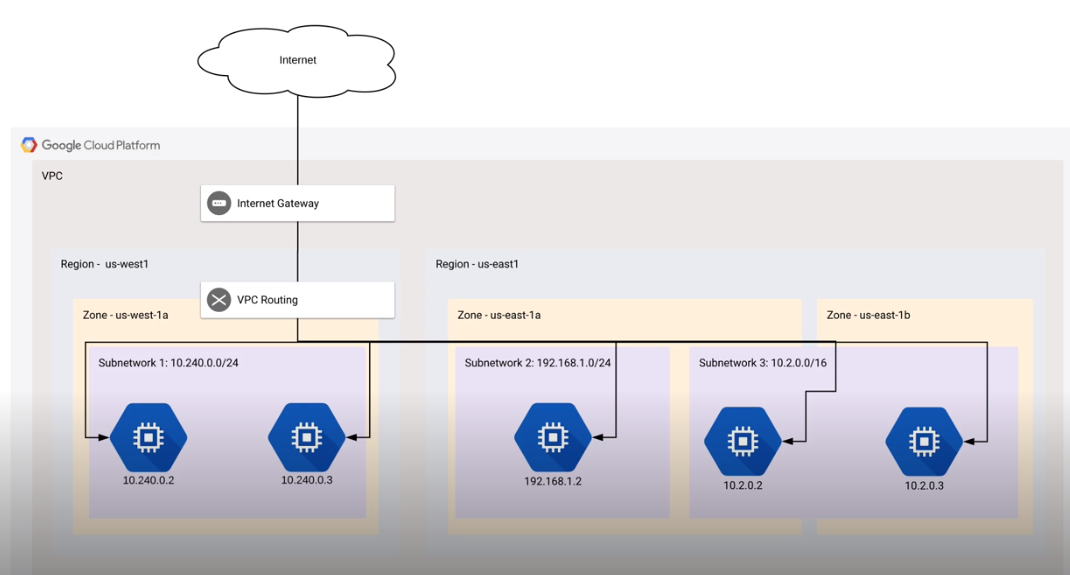 Internet
Google Cloud Platform
VPC
Internet Gateway
Region - us-west1
Region - us-east1
VPC Routing
Zone - us-west-1a
Zone - us-east-1a
Zone - us-east-1b
Subnetwork 1: 10.240.0.0/24
Subnetwork 2: 192.168.1.0/24
Subnetwork 3: 10.2.0.0/16
10.240.0.2
10.240.0.3
192.168.1.2
10.2.0.2
10.2.0.3